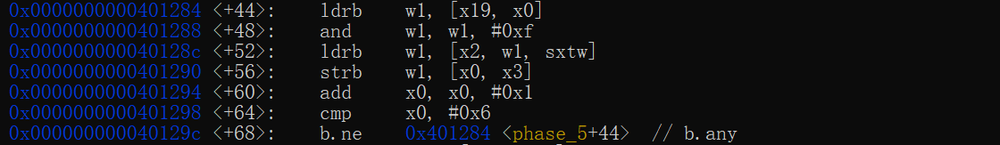 0x0000000000401284 <+44>: ldrb w1, [x19, x0]
0x0000000000401288 <+48>: and w1, w1, #0xf
0x000000000040128c <+52>: ldrb w1, [x2, w1, sxtw]
0x0000000000401290 <+56>: strb w1, [x0, x3]
0x0000000000401294 <+60>: add x0, x0, #0x1
0x0000000000401298 <+64>: cmp x0, #0x6
0x000000000040129c <+68>: b.ne 0x401284 <phase_5+44> // b.any